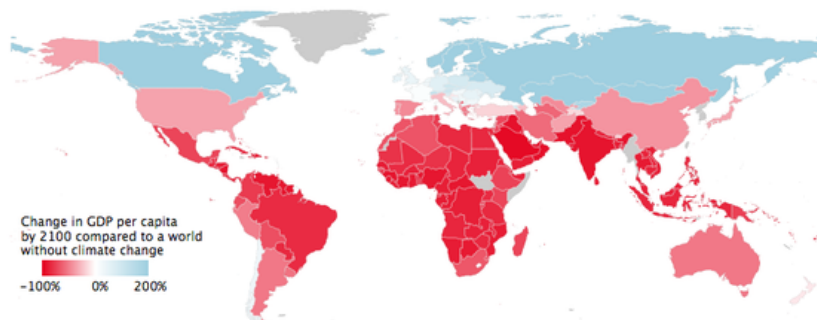 Change in GDP per capita
by 2100 compared to a world
without climate change
-100% 0% 200%